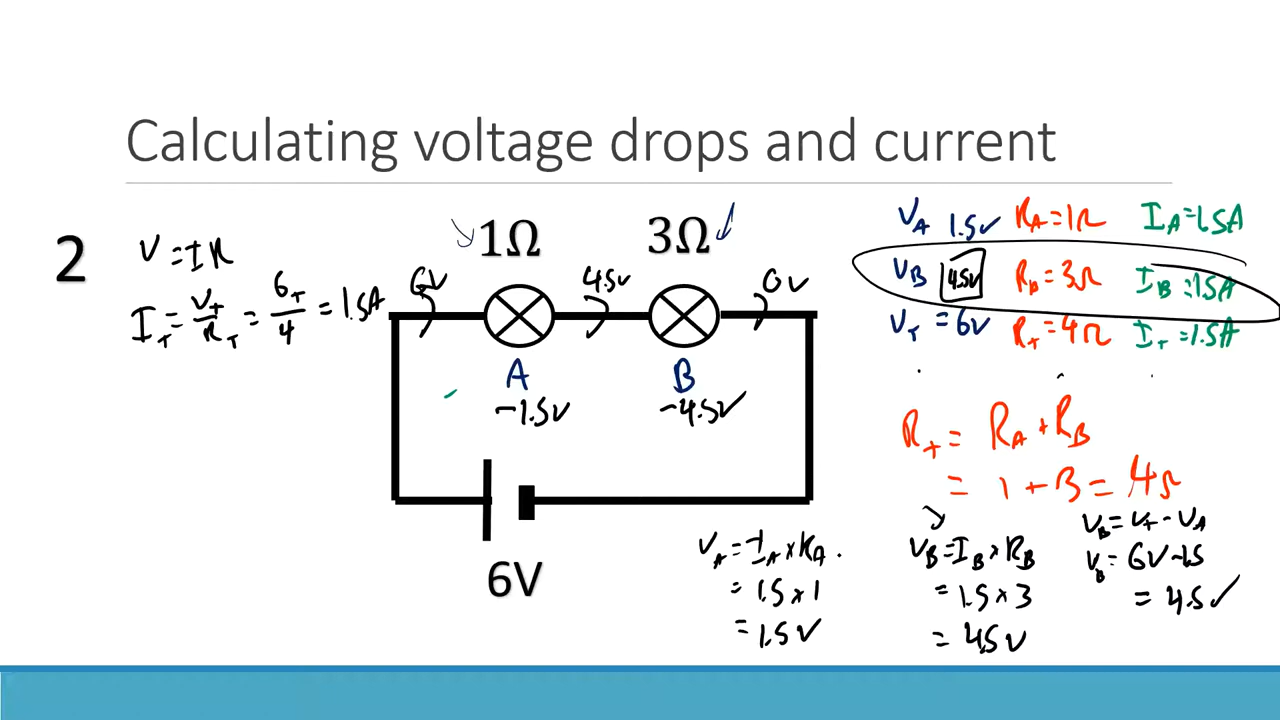 Calculating voltage drops and current
2
V = IR
I_T = V_T/R_T = 6_T/4 = 1.5A
1Ω
3Ω
6V
4.5V
0V
A
B
-1.5V
-4.5V✓
6V
V_A 1.5V R_A=1Ω I_A=1.5A
V_B 4.5V R_B=3Ω I_B=1.5A
V_T = 6V R_T=4Ω I_T=1.5A
R_T = R_A + R_B
= 1 + 3 = 4Ω
V_A = I_A x R_A.
= 1.5 x 1
= 1.5V
V_B = I_B x R_B
= 1.5 x 3
= 4.5V
V_B = V_T - V_A
V_B = 6V - 1.5
= 4.5✓